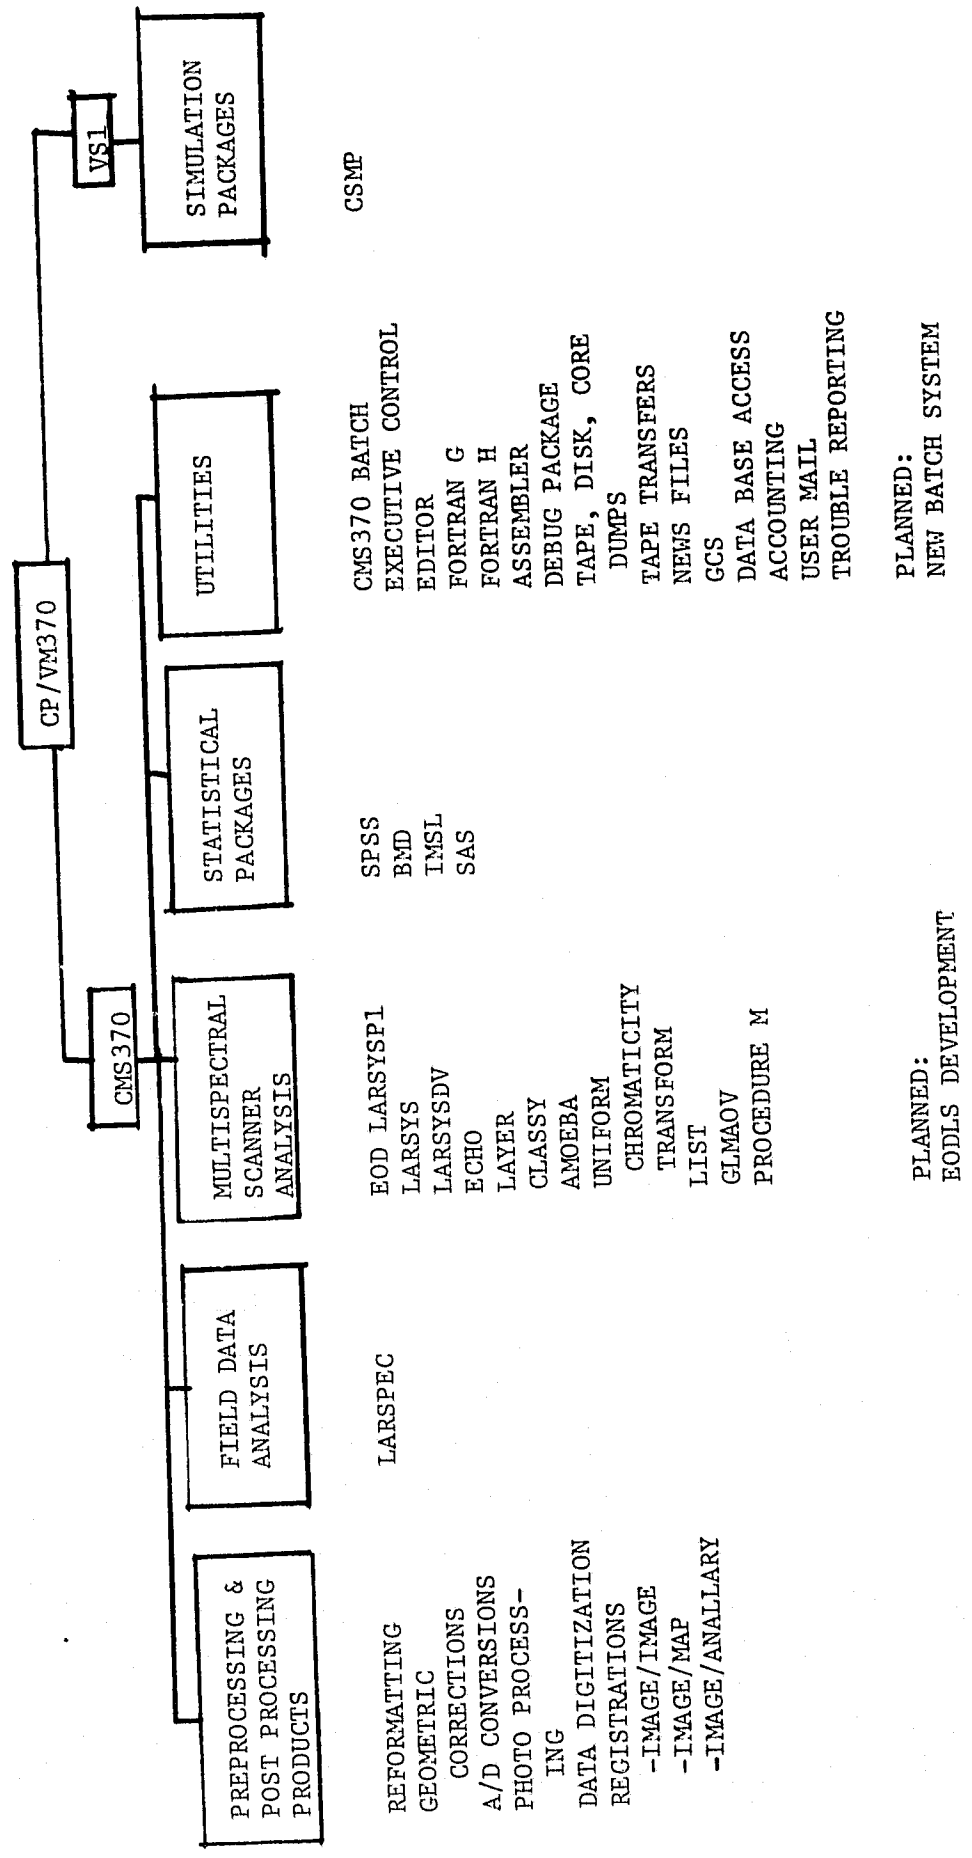 CP/VM370
CMS370
VS1
PREPROCESSING &
POST PROCESSING
PRODUCTS
FIELD DATA
ANALYSIS
MULTISPECTRAL
SCANNER
ANALYSIS
STATISTICAL
PACKAGES
UTILITIES
SIMULATION
PACKAGES
REFORMATTING
GEOMETRIC
CORRECTIONS
A/D CONVERSIONS
PHOTO PROCESS-
ING
DATA DIGITIZATION
REGISTRATIONS
-IMAGE/IMAGE
-IMAGE/MAP
-IMAGE/ANALLARY
LARSPEC
EOD LARSYSP1
LARSYS
LARSYSDV
ECHO
LAYER
CLASSY
AMOEBA
UNIFORM
CHROMATICITY
TRANSFORM
LIST
GLMAOV
PROCEDURE M
PLANNED:
EODLS DEVELOPMENT
SPSS
BMD
IMSL
SAS
CMS370 BATCH
EXECUTIVE CONTROL
EDITOR
FORTRAN G
FORTRAN H
ASSEMBLER
DEBUG PACKAGE
TAPE, DISK, CORE
DUMPS
TAPE TRANSFERS
NEWS FILES
GCS
DATA BASE ACCESS
ACCOUNTING
USER MAIL
TROUBLE REPORTING
PLANNED:
NEW BATCH SYSTEM
CSMP